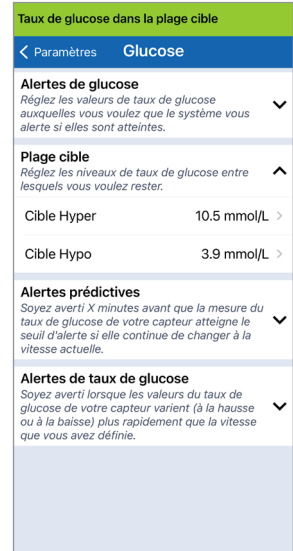 Taux de glucose dans la plage cible
Paramètres Glucose
Alertes de glucose
Réglez les valeurs de taux de glucose
auxquelles vous voulez que le système vous
alerte si elles sont atteintes.
Plage cible
Réglez les niveaux de taux de glucose entre
lesquels vous voulez rester.
Cible Hyper 10.5 mmol/L
Cible Hypo 3.9 mmol/L
Alertes prédictives
Soyez averti X minutes avant que la mesure du
taux de glucose de votre capteur atteigne le
seuil d'alerte si elle continue de changer à la
vitesse actuelle.
Alertes de taux de glucose
Soyez averti lorsque les valeurs du taux de
glucose de votre capteur varient (à la hausse
ou à la baisse) plus rapidement que la vitesse
que vous avez définie.